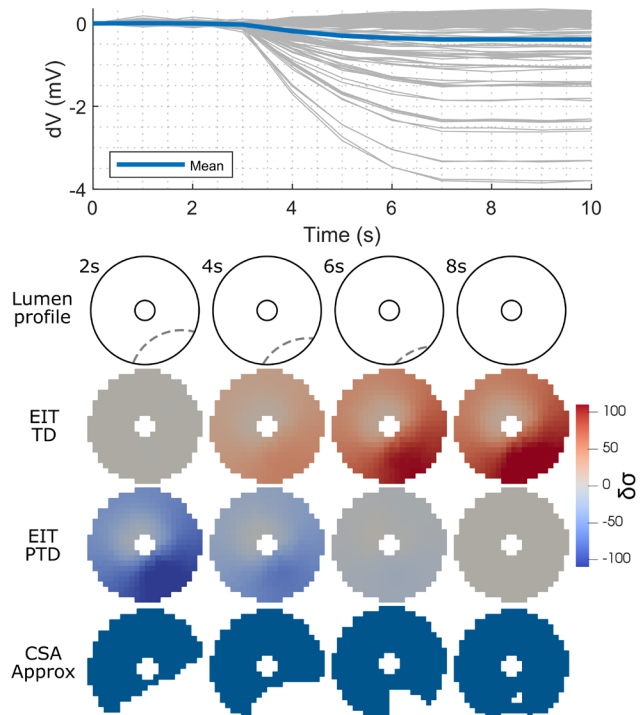 0
-2
-4
dV (mV)
Mean
0 2 4 6 8 10
Time (s)
2s 4s 6s 8s
Lumen
profile
EIT
TD
EIT
PTD
CSA
Approx
100
50
0
-50
-100
δσ